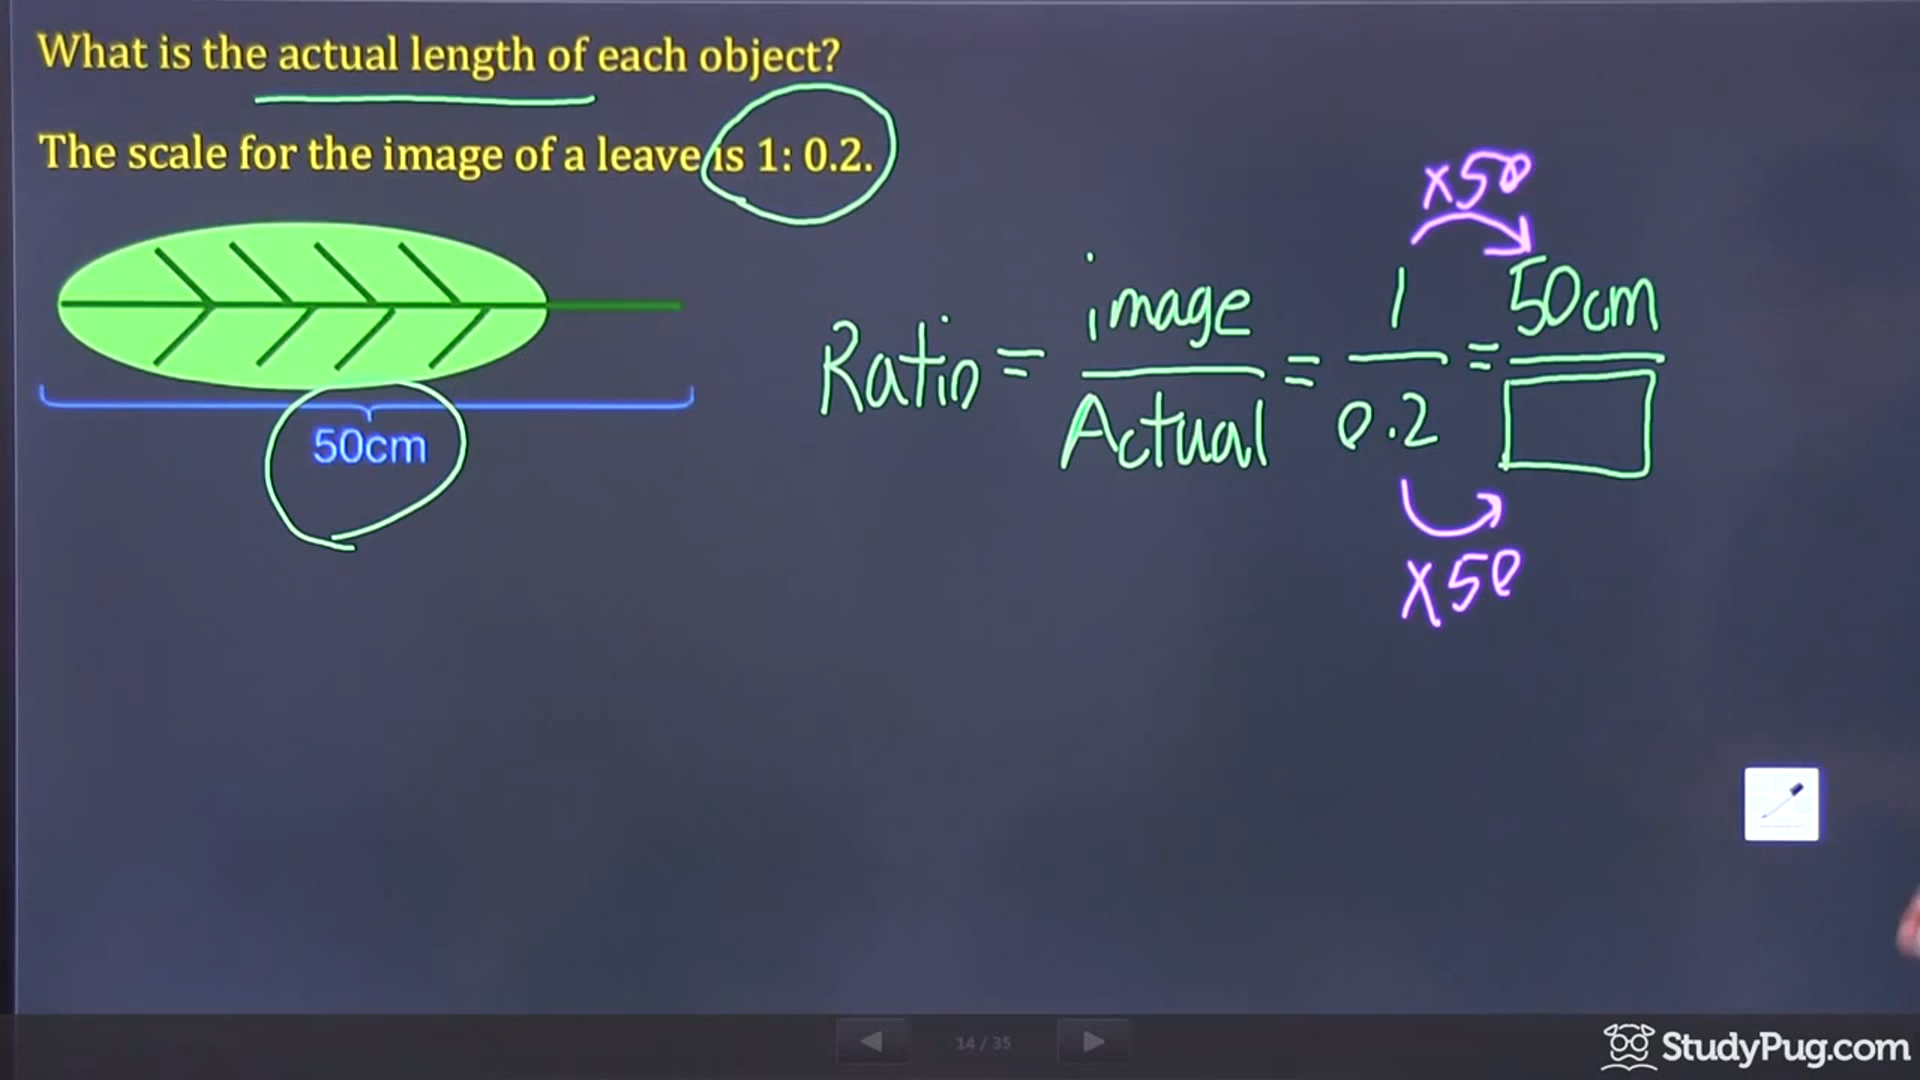 What is the actual length of each object?
The scale for the image of a leave is 1: 0.2.
50cm
x50
Ratio = image / Actual = 1 / 0.2 = 50cm / □
x50
14 / 35
StudyPug.com